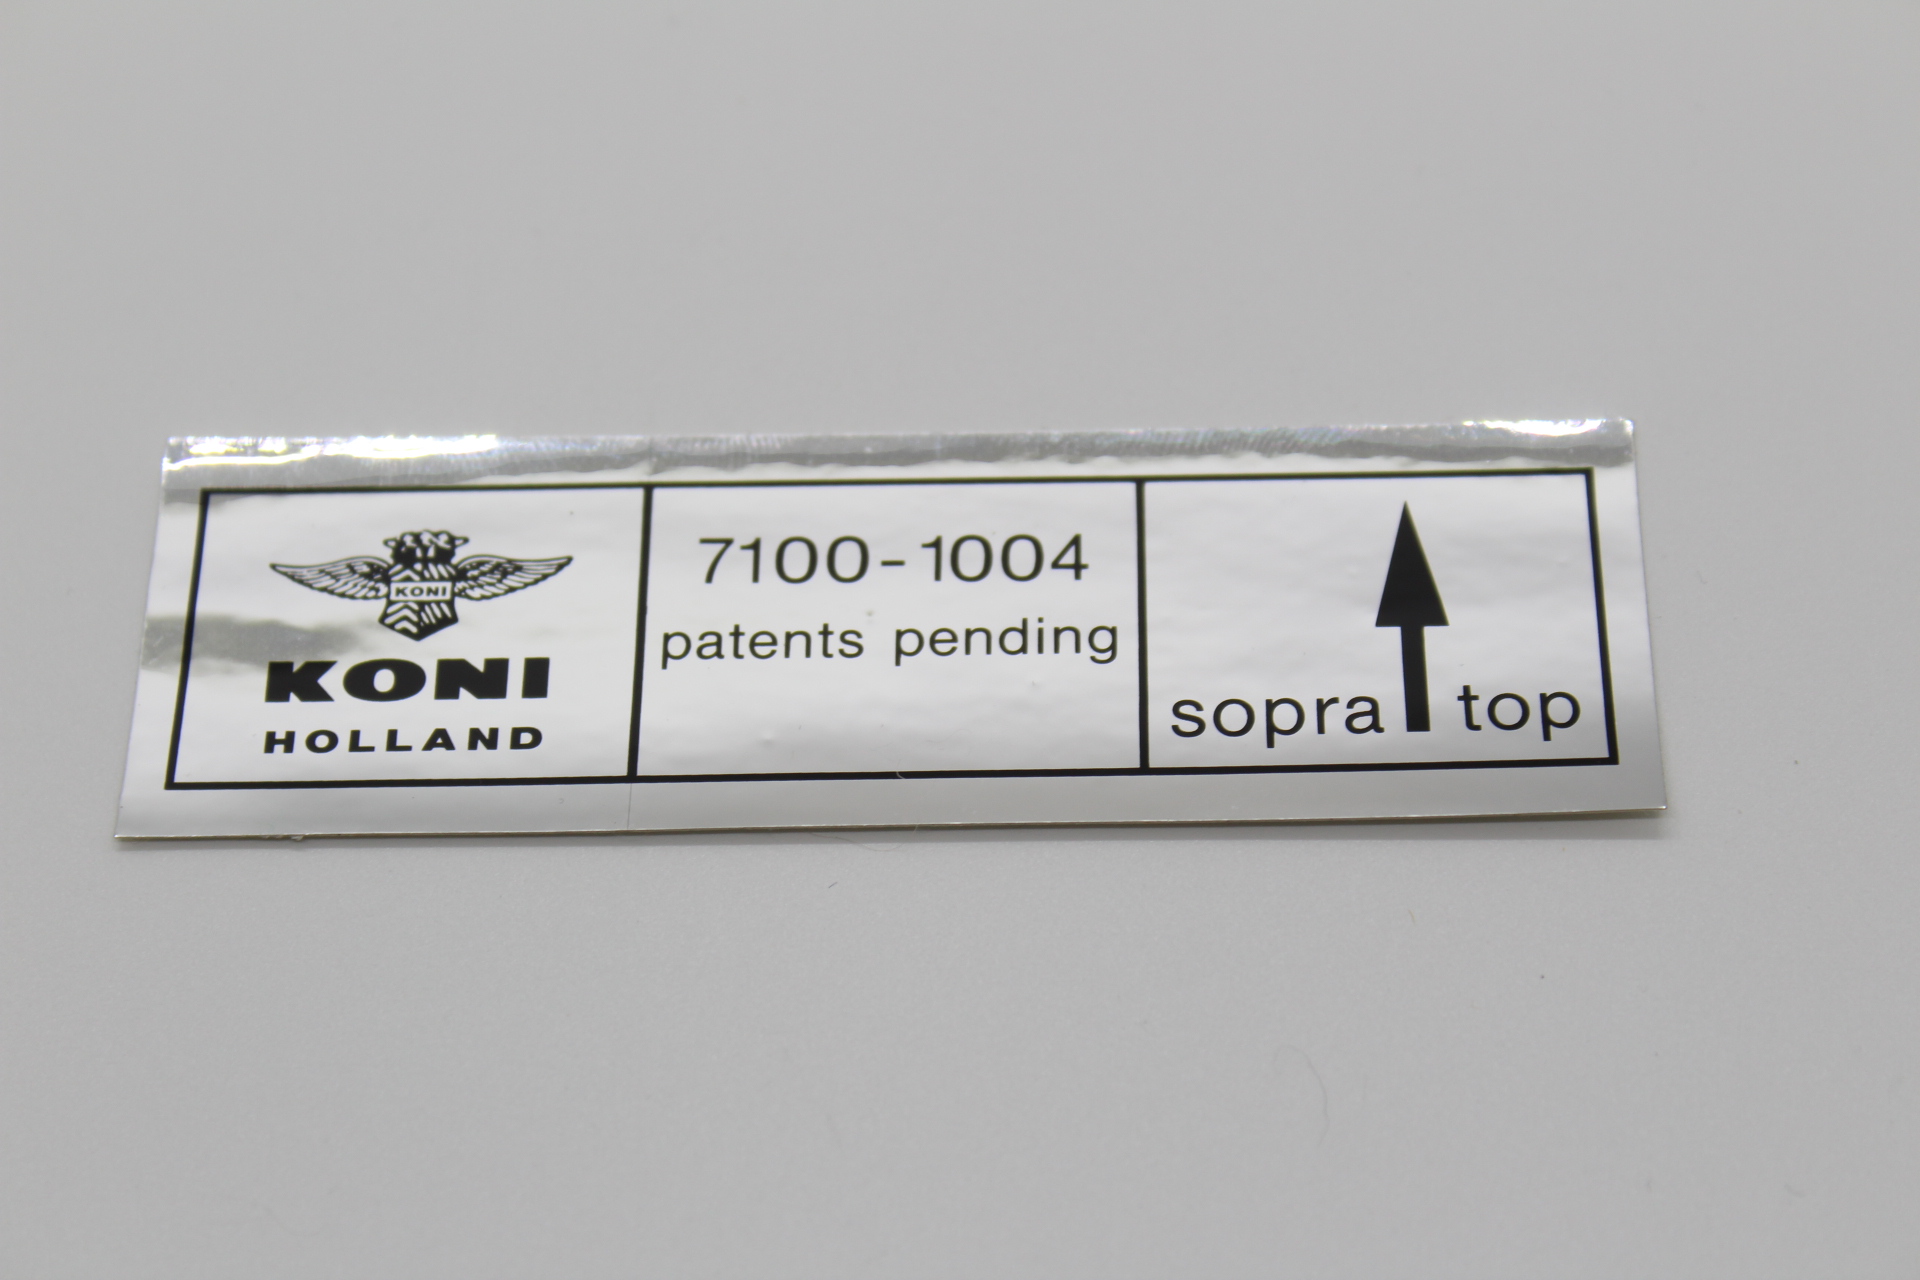 KONI
KONI
HOLLAND
7100-1004
patents pending
sopra top